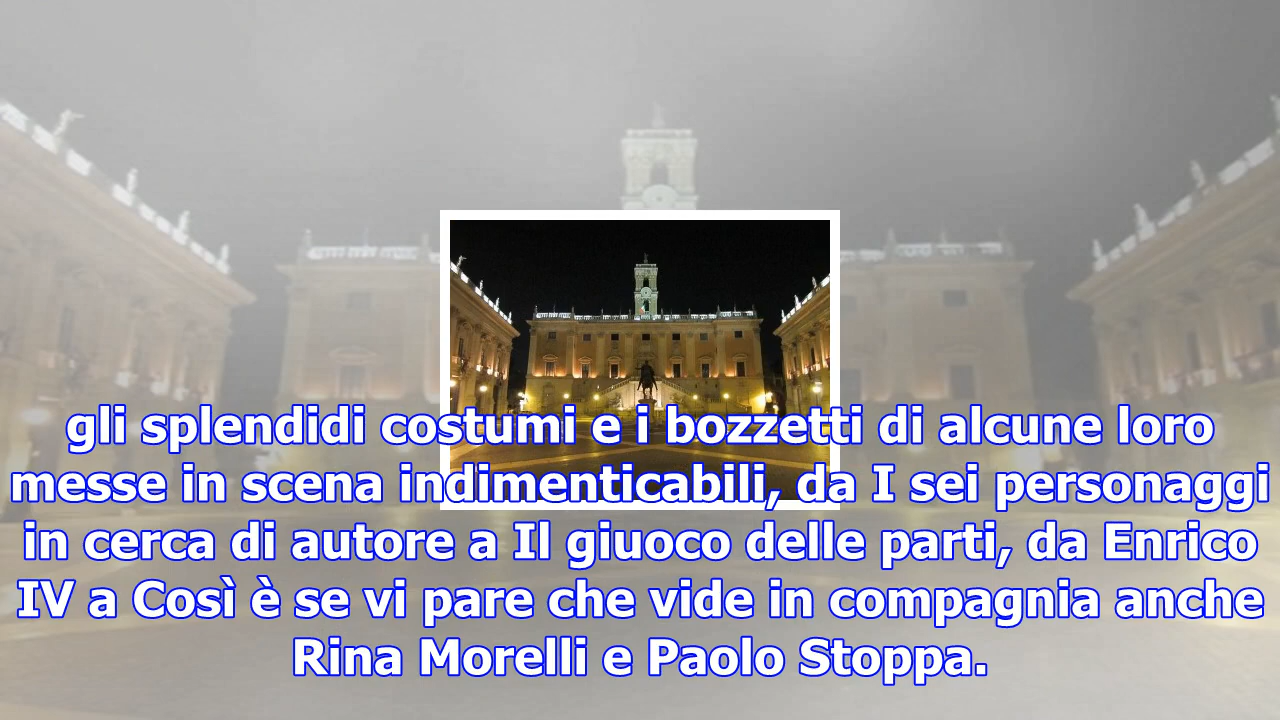 gli splendidi costumi e i bozzetti di alcune loro
messe in scena indimenticabili, da I sei personaggi
in cerca di autore a Il giuoco delle parti, da Enrico
IV a Così è se vi pare che vide in compagnia anche
Rina Morelli e Paolo Stoppa.